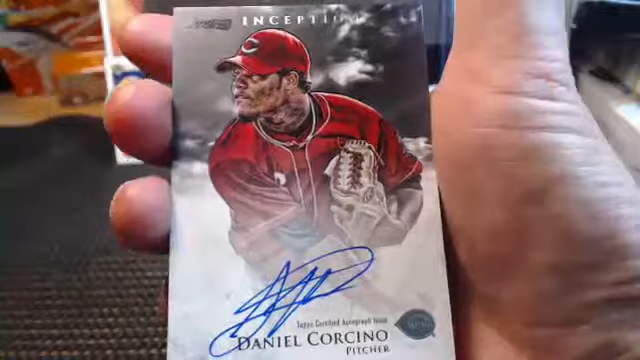 INCEPTION
Topps Certified Autograph Issue
DANIEL CORCINO
PITCHER